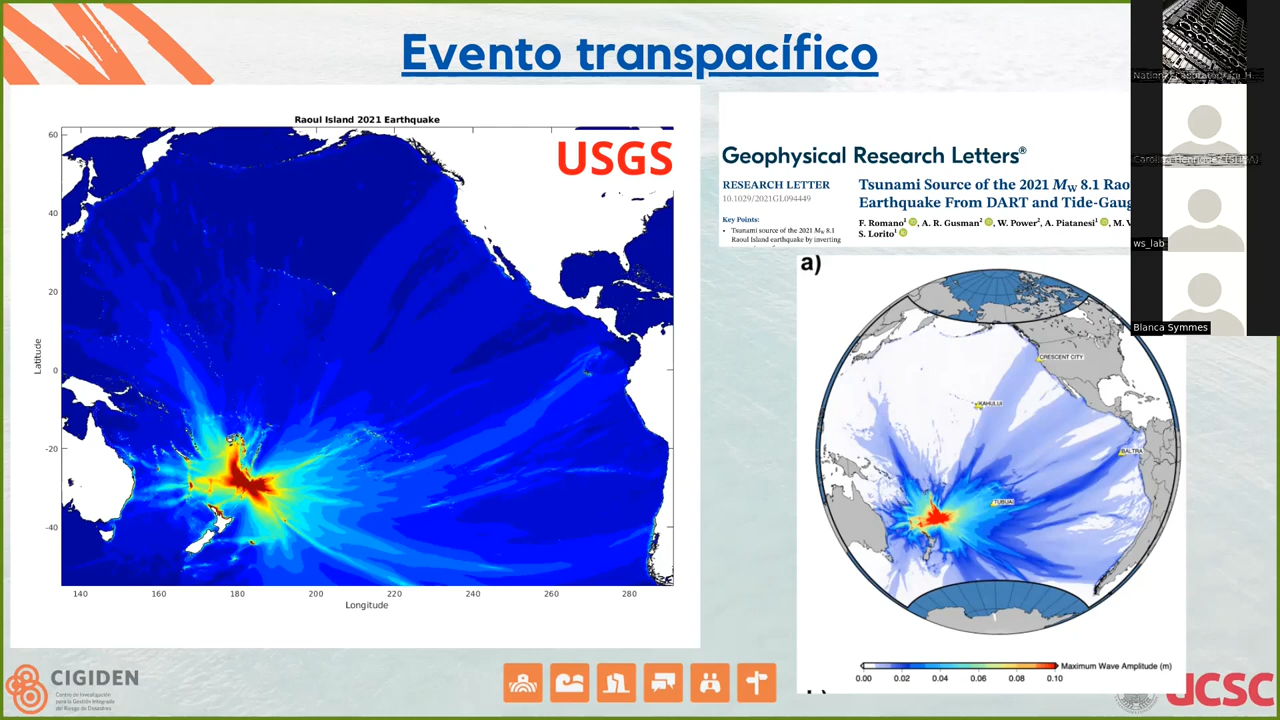 Evento transpacífico
Raoul Island 2021 Earthquake
USGS
60
40
20
0
-20
-40
Latitude
140
160
180
200
220
240
260
280
Longitude
Geophysical Research Letters®
RESEARCH LETTER
10.1029/2021GL094449
Key Points:
• Tsunami source of the 2021 Mw 8.1
Raoul Island earthquake by inverting
Tsunami Source of the 2021 Mw 8.1 Rao
Earthquake From DART and Tide-Gaug
F. Romano¹, A. R. Gusman², W. Power², A. Piatanesi¹, M. V
S. Lorito¹
a)
CRESCENT CITY
KAHULUI
BALTRA
TUBUAI
Maximum Wave Amplitude (m)
0.00 0.02 0.04 0.06 0.08 0.10
ws_lab
Blanca Symmes
CIGIDEN
Centro de Investigación
para la Gestión Integrada
del Riesgo de Desastres
UCSC